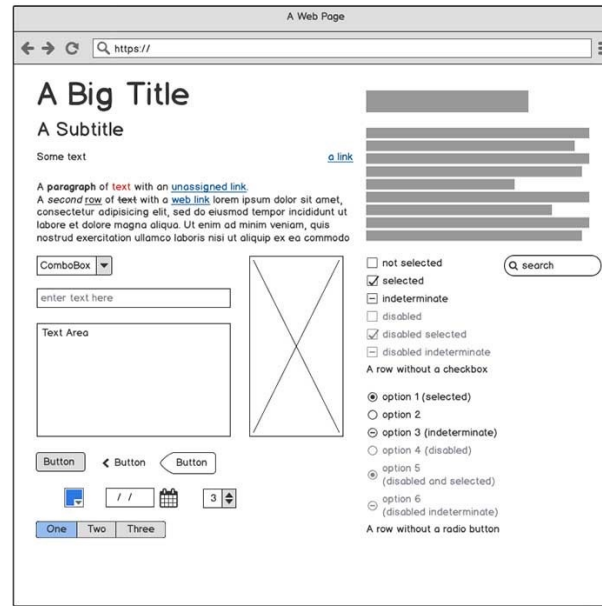 A Web Page
https://
A Big Title
A Subtitle
Some text
a link
A paragraph of text with an unassigned link.
A second row of text with a web link lorem ipsum dolor sit amet,
consectetur adipisicing elit, sed do eiusmod tempor incididunt ut
labore et dolore magna aliqua. Ut enim ad minim veniam, quis
nostrud exercitation ullamco laboris nisi ut aliquip ex ea commodo
ComboBox
enter text here
Text Area
Button
Button
Button
/ /
3
One Two Three
not selected
search
selected
indeterminate
disabled
disabled selected
disabled indeterminate
A row without a checkbox
option 1 (selected)
option 2
option 3 (indeterminate)
option 4 (disabled)
option 5
(disabled and selected)
option 6
(disabled indeterminate)
A row without a radio button